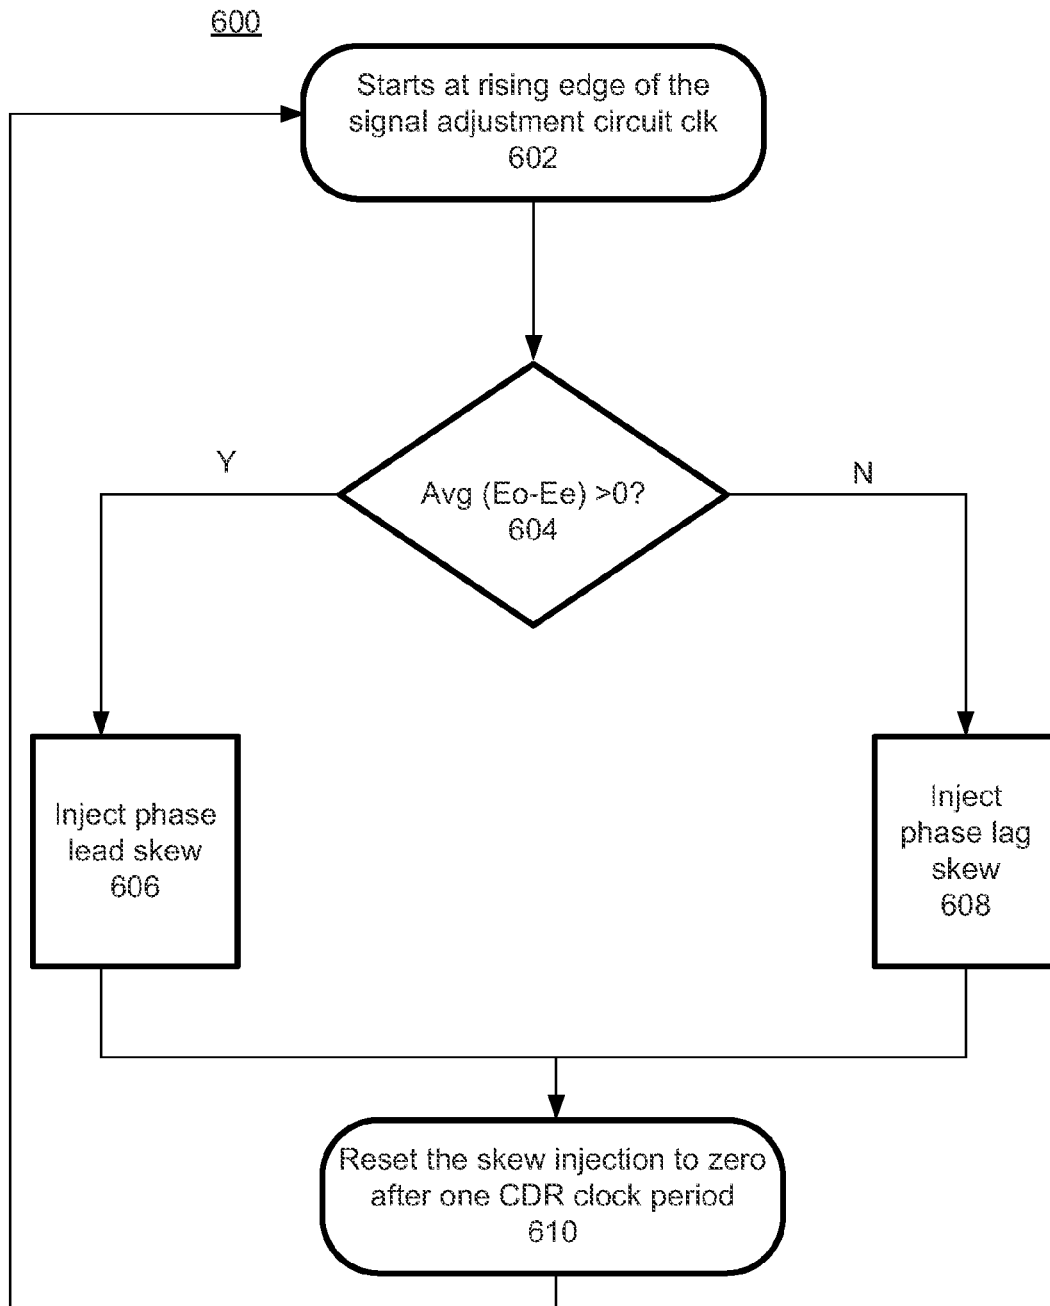 600
Starts at rising edge of the
signal adjustment circuit clk
602
Y
N
Avg (Eo-Ee) >0?
604
Inject phase
lead skew
606
Inject
phase lag
skew
608
Reset the skew injection to zero
after one CDR clock period
610